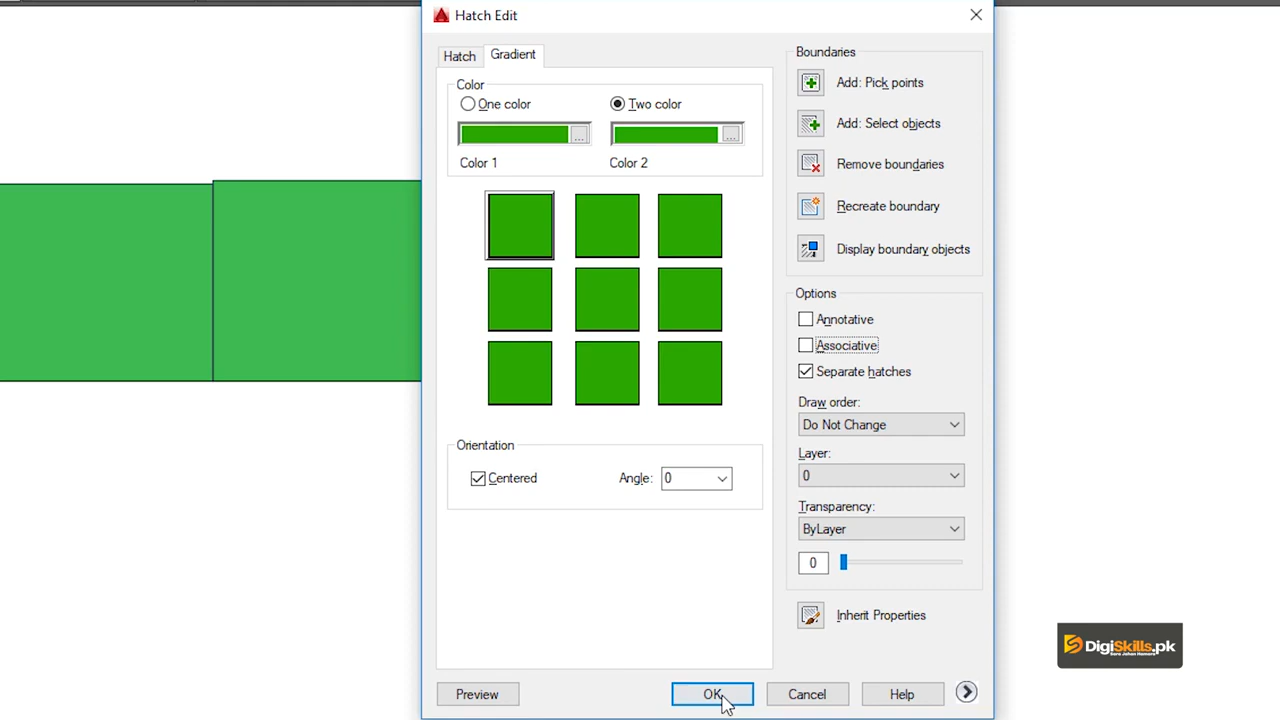 Hatch Edit
Hatch
Gradient
Color
One color
Two color
...
...
Color 1
Color 2
Orientation
Centered
Angle:
0
Boundaries
Add: Pick points
Add: Select objects
Remove boundaries
Recreate boundary
Display boundary objects
Options
Annotative
Associative
Separate hatches
Draw order:
Do Not Change
Layer:
0
Transparency:
ByLayer
0
Inherit Properties
Preview
OK
Cancel
Help
DigiSkills.pk